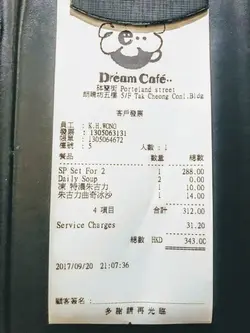 e
Dream Café..
砵蘭街 Portland street
朗豪坊五樓 5/F Tak Cheong Conl.Bldg
客戶發票
員工 : K.H.WONG
發票 : 1305063131
帳單 : 1305064672
檯號 : 5 人數 : 1
餐品 數量 總數
SP Set For 2 1 288.00
Daily Soup 2 0.00
凍 特濃朱古力 1 10.00
朱古力曲奇冰沙 1 14.00
4 項目 合計 312.00
Service Charges 31.20
總數 HKD 343.00
2017/09/20 21:07:36
顧客簽名:
多謝請再光臨